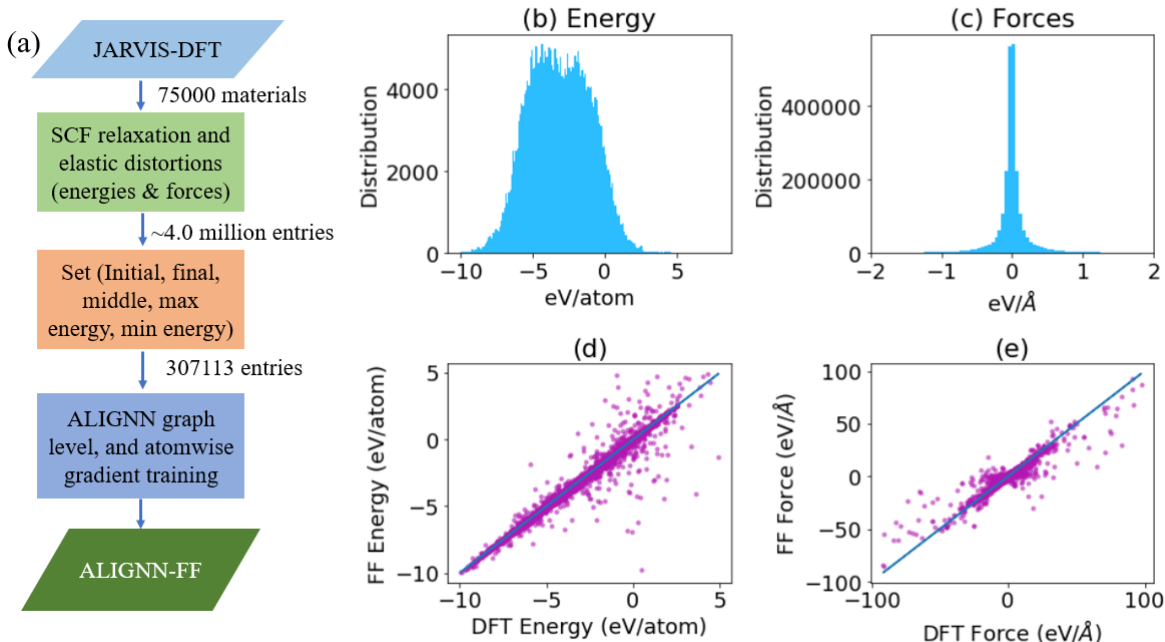 (a)
JARVIS-DFT
75000 materials
SCF relaxation and
elastic distortions
(energies & forces)
~4.0 million entries
Set (Initial, final,
middle, max
energy, min energy)
307113 entries
ALIGNN graph
level, and atomwise
gradient training
ALIGNN-FF
(b) Energy
Distribution
4000
2000
0
−10
−5
0
5
eV/atom
(c) Forces
Distribution
400000
200000
0
−2
−1
0
1
2
eV/Å
(d)
FF Energy (eV/atom)
5
0
−5
−10
−10
−5
0
5
DFT Energy (eV/atom)
(e)
FF Force (eV/Å)
100
50
0
−50
−100
−100
0
100
DFT Force (eV/Å)